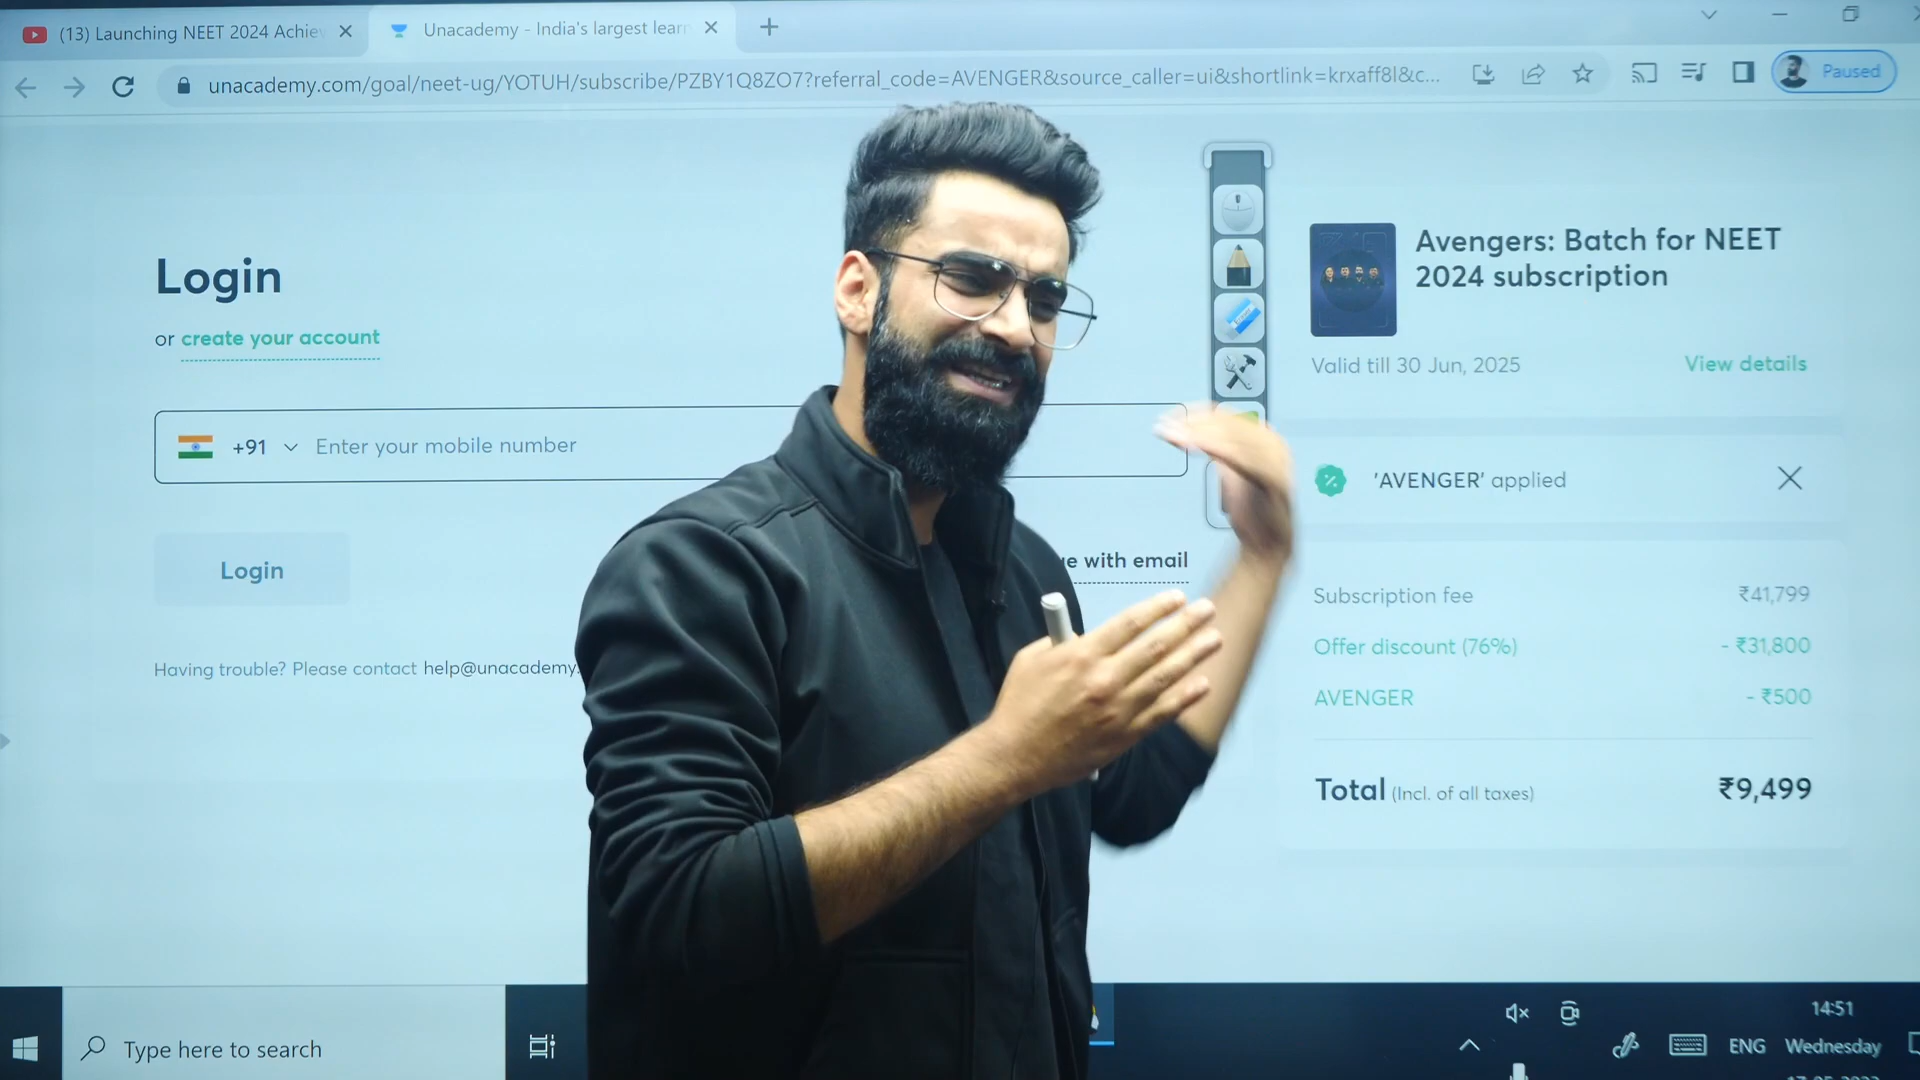 (13) Launching NEET 2024 Achie
Unacademy - India's largest lear
unacademy.com/goal/neet-ug/YOTUH/subscribe/PZBY1Q8ZO7?referral_code=AVENGER&source_caller=ui&shortlink=krxaff8l&c...
Paused
Login
or create your account
+91 Enter your mobile number
Login
e with email
Having trouble? Please contact help@unacademy.
Avengers: Batch for NEET
2024 subscription
Valid till 30 Jun, 2025 View details
'AVENGER' applied
Subscription fee ₹41,799
Offer discount (76%) - ₹31,800
AVENGER - ₹500
Total (Incl. of all taxes) ₹9,499
Type here to search
14:51
ENG Wednesday